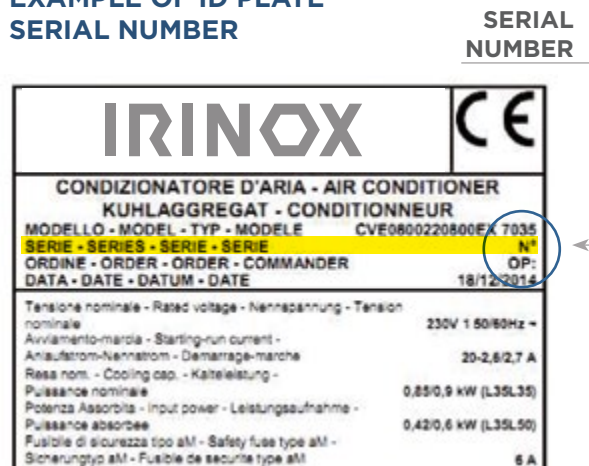 EXAMPLE OF ID PLATE
SERIAL NUMBER
SERIAL
NUMBER
IRINOX
CE
CONDIZIONATORE D'ARIA - AIR CONDITIONER
KUHLAGGREGAT - CONDITIONNEUR
MODELLO - MODEL - TYP - MODELE CVE0800220800EX 7035
SERIE - SERIES - SERIE - SERIE N°
ORDINE - ORDER - ORDER - COMMANDER OP:
DATA - DATE - DATUM - DATE 18/12/2014
Tensione nominale - Rated voltage - Nennspannung - Tension
nominale 230V 1 50/60Hz ~
Avviamento-marcia - Starting-run current -
Anlaufstrom-Nennstrom - Demarrage-marche 20-2,6/2,7 A
Resa nom. - Cooling cap. - Kalteleistung -
Puissance nominale 0,85/0,9 kW (L35L35)
Potenza Assorbita - Input power - Leistungsaufnahme -
Puissance absorbee 0,42/0,6 kW (L35L50)
Fusibile di sicurezza tipo aM - Safety fuse type aM -
Sicherungtyp aM - Fusible de securite type aM 6 A